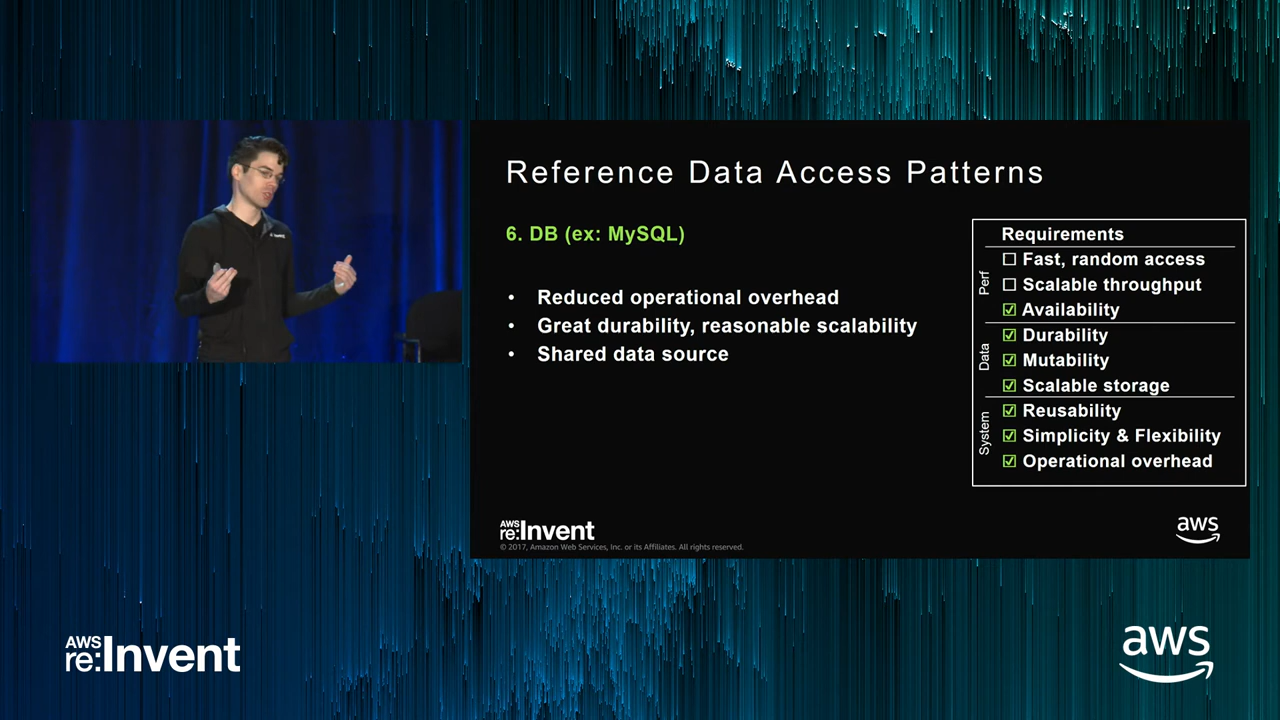 Reference Data Access Patterns
6. DB (ex: MySQL)
• Reduced operational overhead
• Great durability, reasonable scalability
• Shared data source
Requirements
Perf
☐ Fast, random access
☐ Scalable throughput
☑ Availability
Data
☑ Durability
☑ Mutability
☑ Scalable storage
System
☑ Reusability
☑ Simplicity & Flexibility
☑ Operational overhead
AWS
re:Invent
© 2017, Amazon Web Services, Inc. or its Affiliates. All rights reserved.
aws
AWS
re:Invent
aws